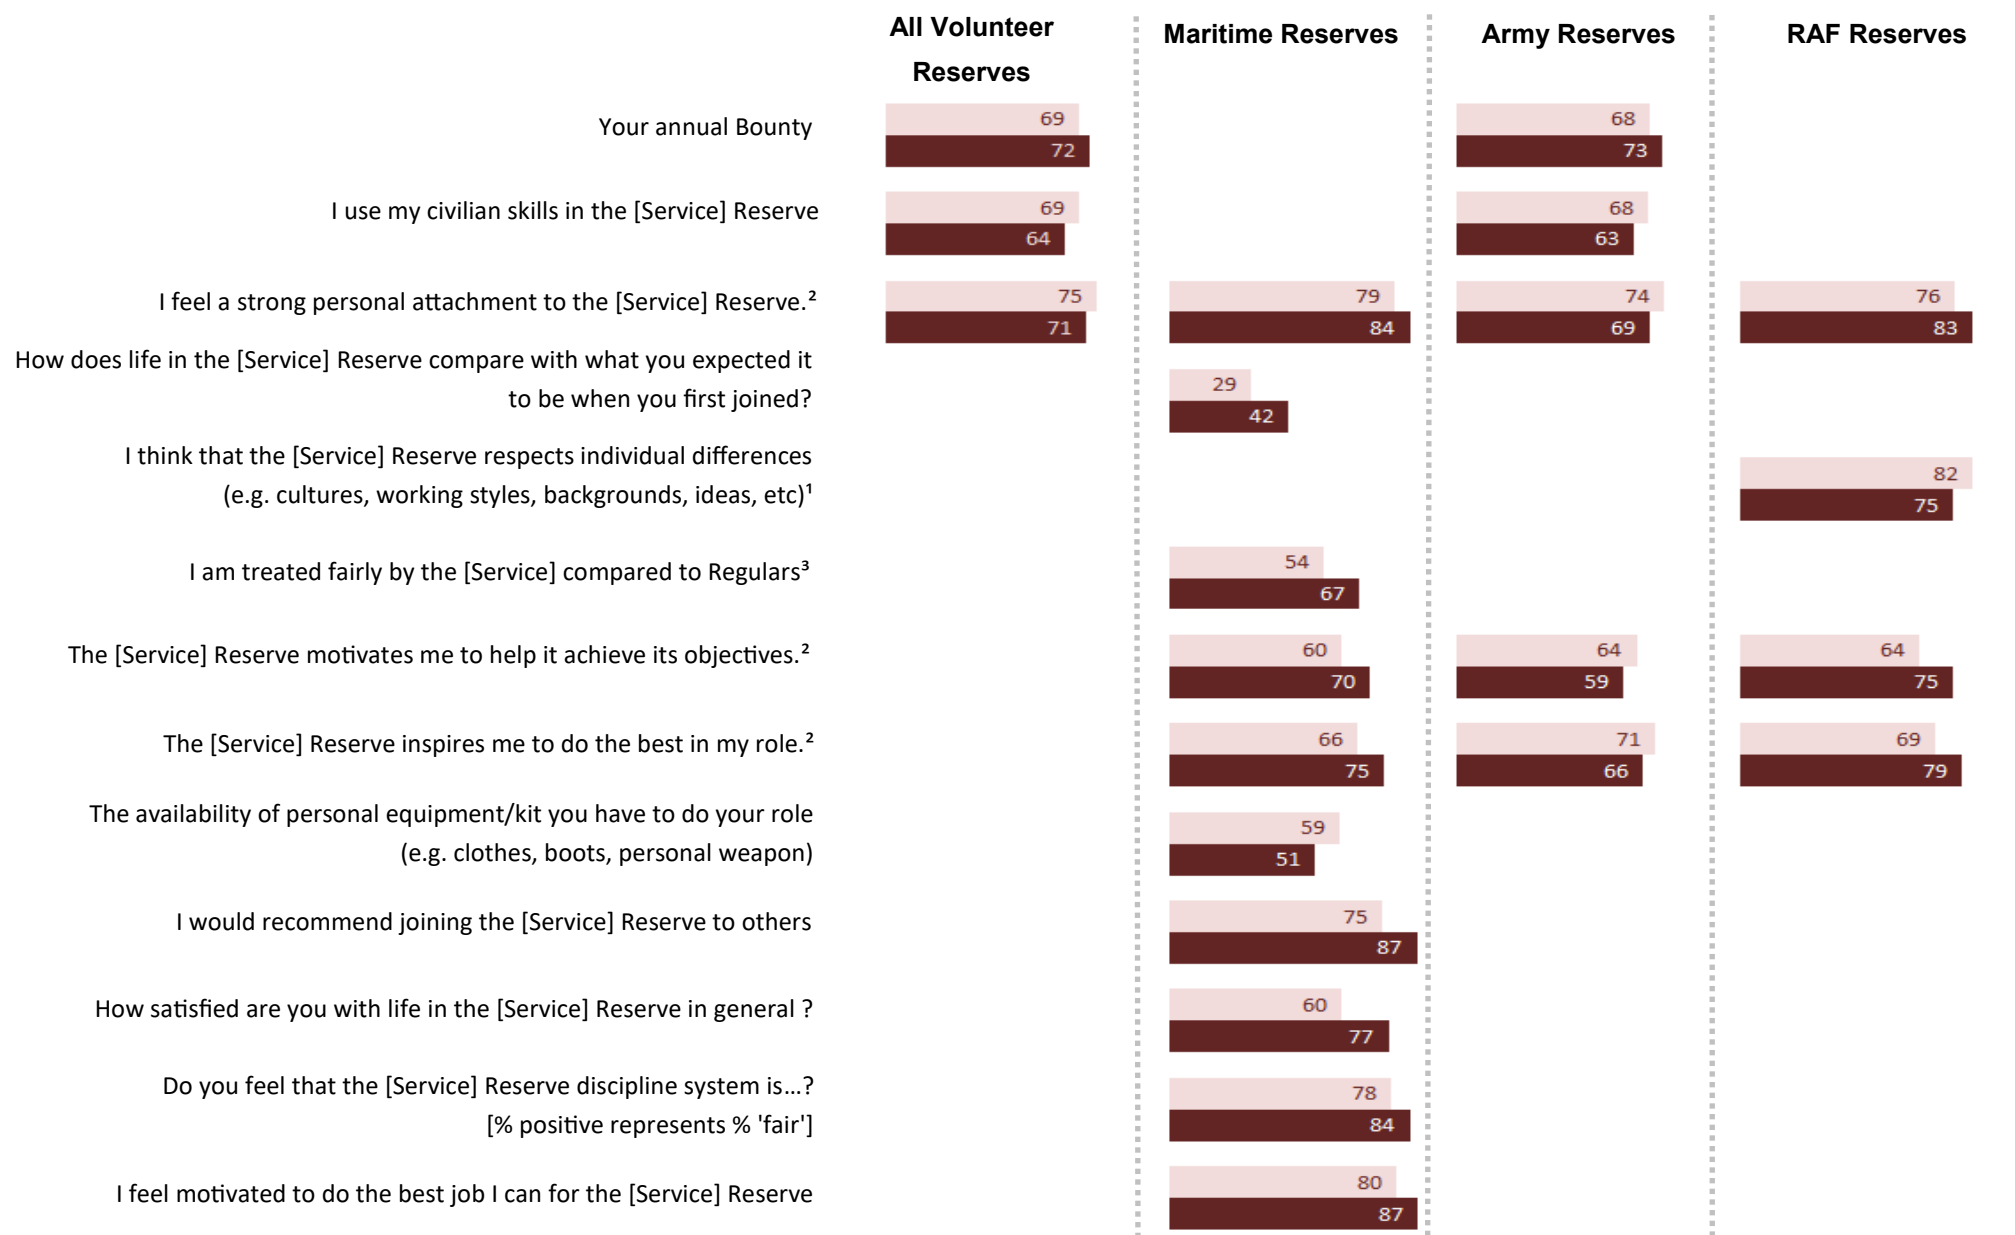 All Volunteer
Reserves
Maritime Reserves
Army Reserves
RAF Reserves
Your annual Bounty
69
72
68
73
I use my civilian skills in the [Service] Reserve
69
64
68
63
I feel a strong personal attachment to the [Service] Reserve.²
75
71
79
84
74
69
76
83
How does life in the [Service] Reserve compare with what you expected it
to be when you first joined?
29
42
I think that the [Service] Reserve respects individual differences
(e.g. cultures, working styles, backgrounds, ideas, etc)¹
82
75
I am treated fairly by the [Service] compared to Regulars³
54
67
The [Service] Reserve motivates me to help it achieve its objectives.²
60
70
64
59
64
75
The [Service] Reserve inspires me to do the best in my role.²
66
75
71
66
69
79
The availability of personal equipment/kit you have to do your role
(e.g. clothes, boots, personal weapon)
59
51
I would recommend joining the [Service] Reserve to others
75
87
How satisfied are you with life in the [Service] Reserve in general ?
60
77
Do you feel that the [Service] Reserve discipline system is…?
[% positive represents % 'fair']
78
84
I feel motivated to do the best job I can for the [Service] Reserve
80
87